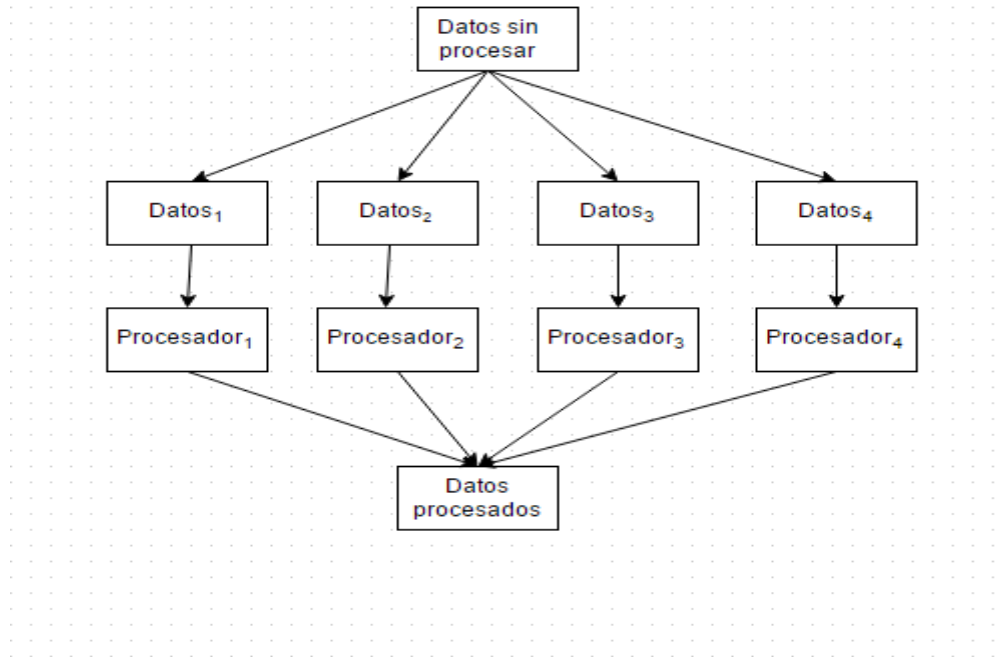 Datos sin
procesar
Datos₁
Datos₂
Datos₃
Datos₄
Procesador₁
Procesador₂
Procesador₃
Procesador₄
Datos
procesados